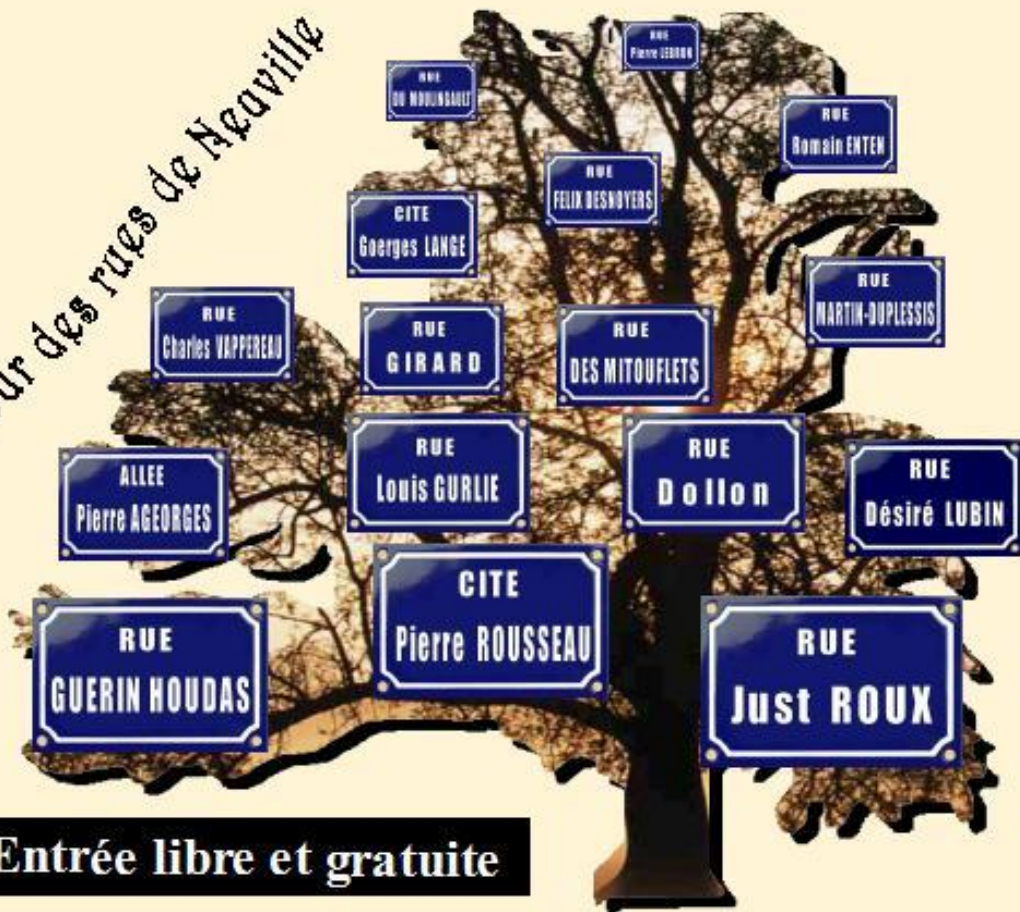 des rues de Neuville
RUE
Pierre LEBRON
RUE
DU MOULINGAULT
RUE
Romain ENTEN
RUE
FELIX DESNOYERS
CITE
Goerges LANGE
RUE
MARTIN-DUPLESSIS
RUE
Charles VAPPEREAU
RUE
GIRARD
RUE
DES MITOUFLETS
ALLEE
Pierre AGEORGES
RUE
Louis GURLIE
RUE
Dollon
RUE
Désiré LUBIN
CITE
Pierre ROUSSEAU
RUE
GUERIN HOUDAS
RUE
Just ROUX
Entrée libre et gratuite